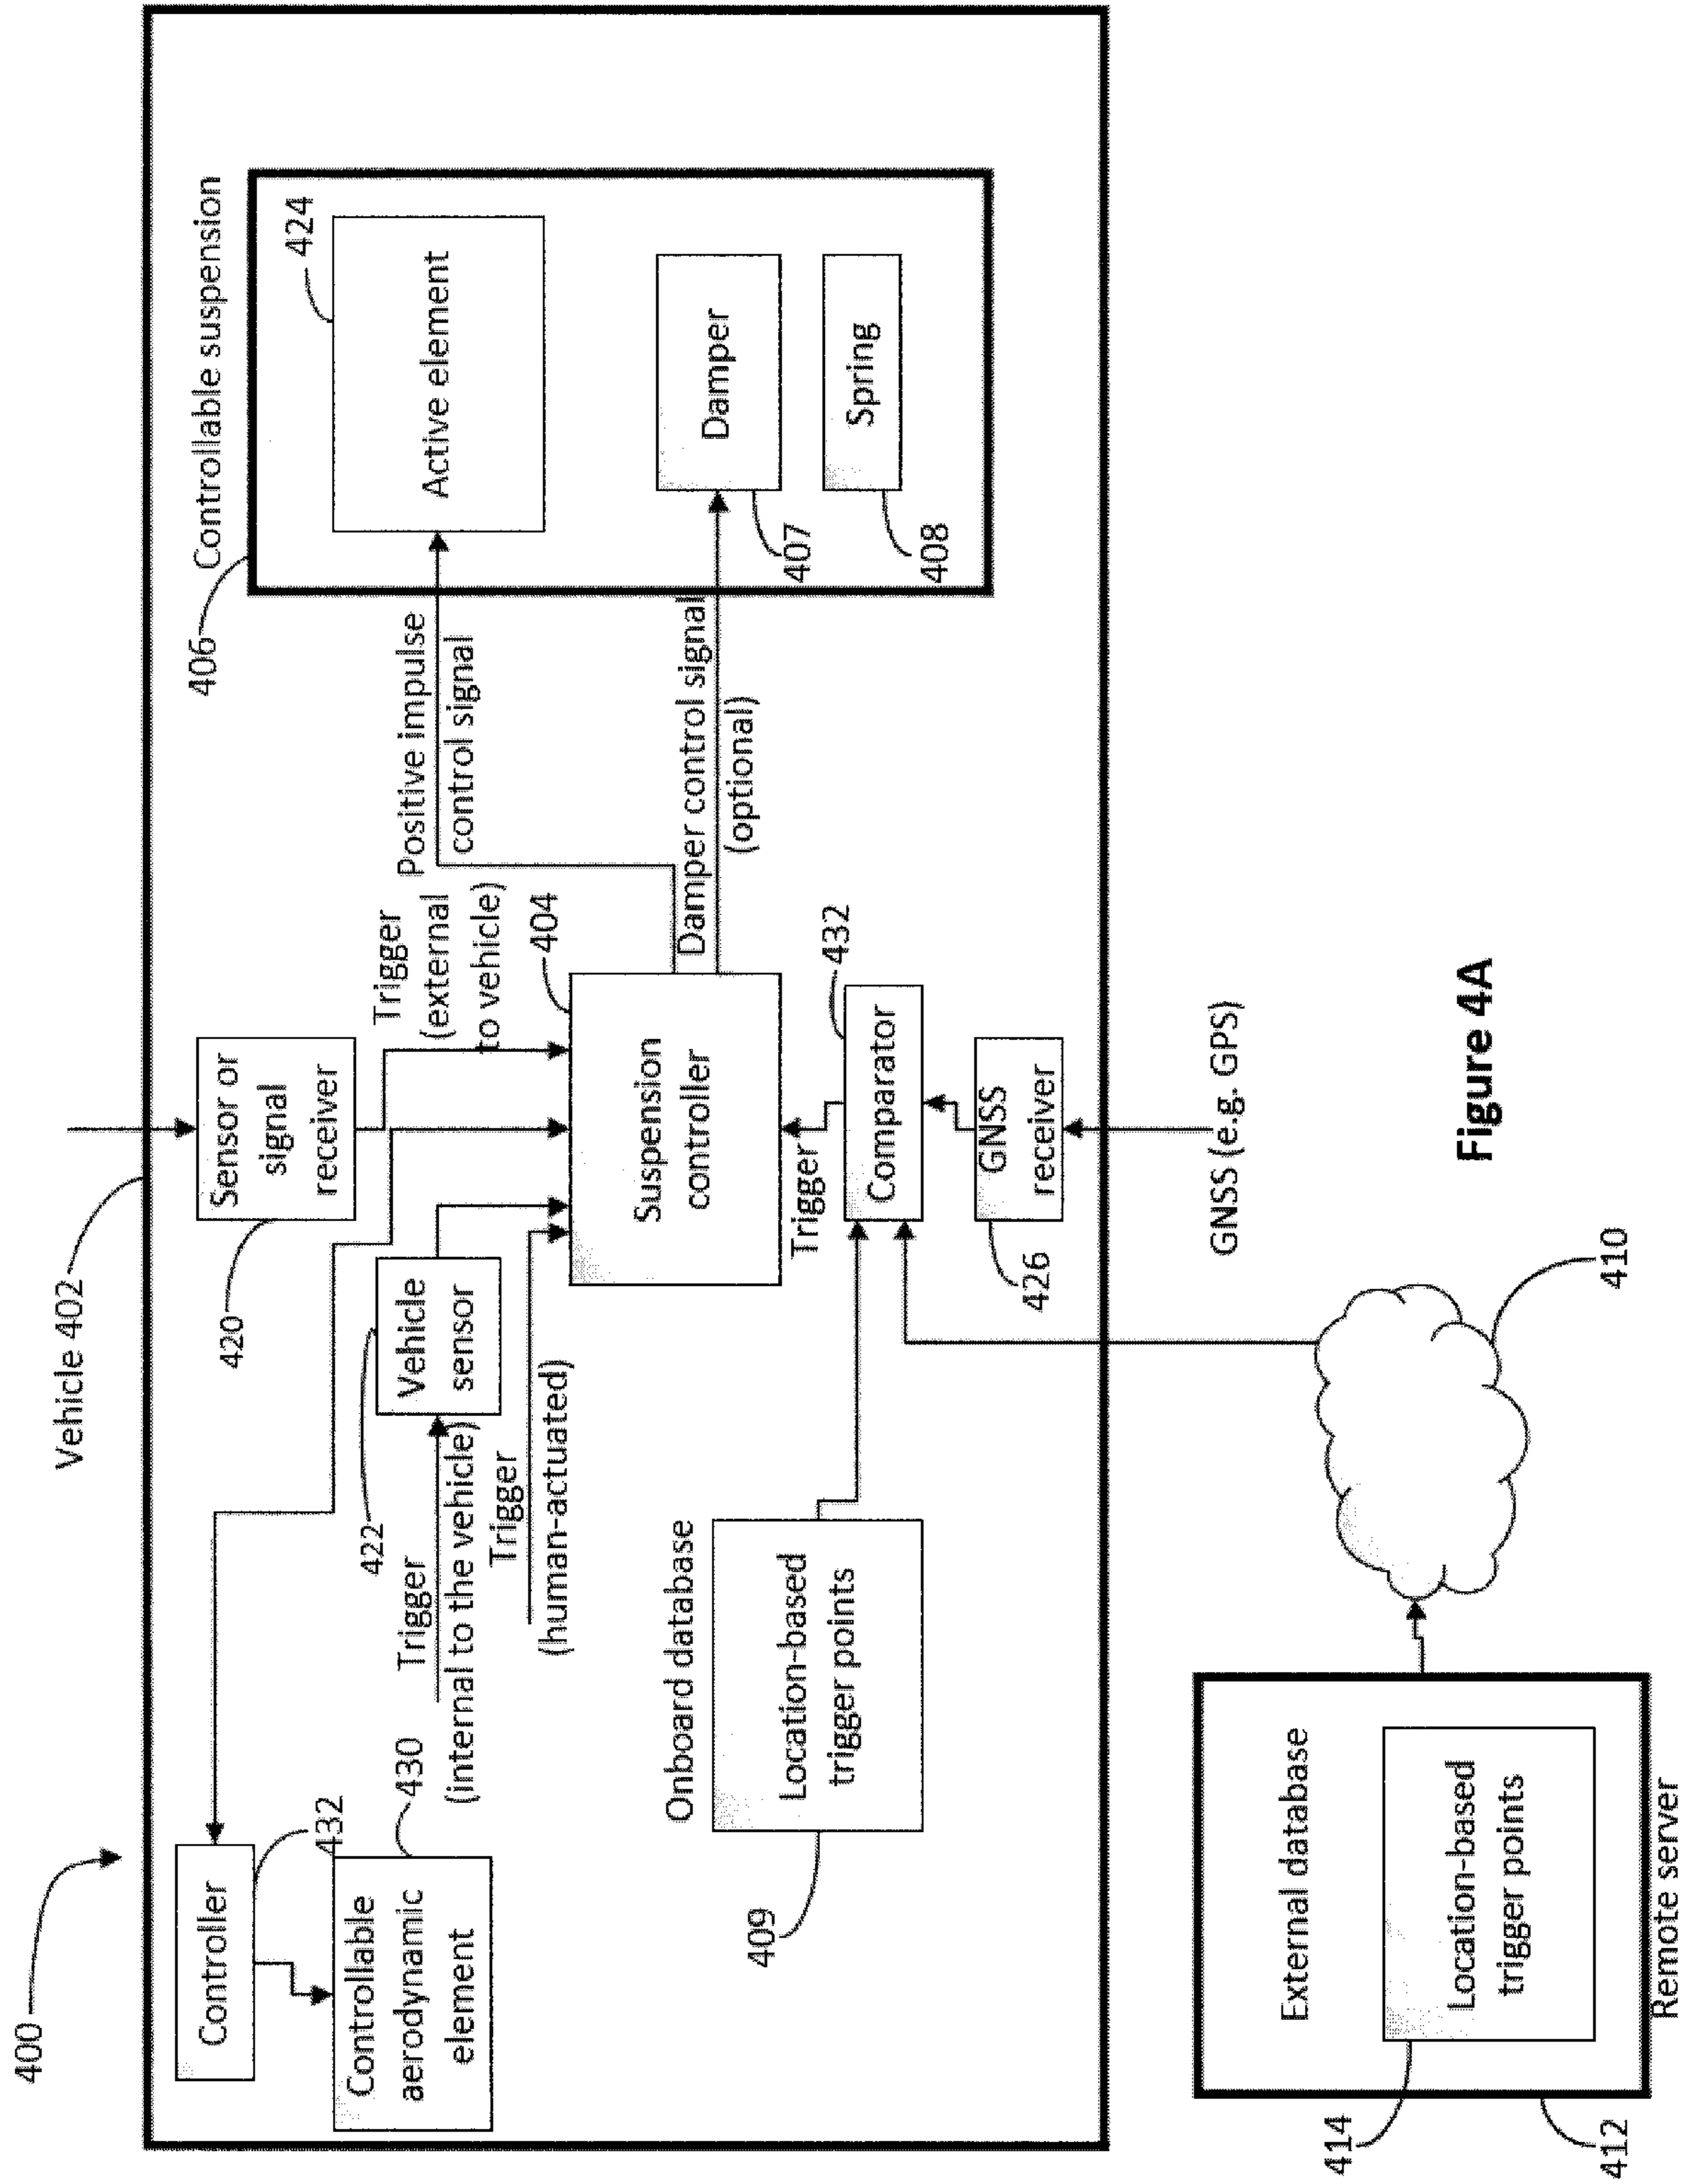 400
Vehicle 402
Controller
432
Controllable
aerodynamic
element
430
Sensor or
signal
receiver
420
Trigger
(external
to vehicle)
Vehicle
sensor
422
Trigger
(internal to the vehicle)
Trigger
(human-actuated)
Suspension
controller
404
Positive impulse
control signal
Damper control signal
(optional)
Controllable suspension
406
Active element
424
Damper
407
Spring
408
Onboard database
Location-based
trigger points
409
Trigger
Comparator
432
GNSS
receiver
426
GNSS (e.g. GPS)
410
External database
Location-based
trigger points
414
412
Remote server
Figure 4A